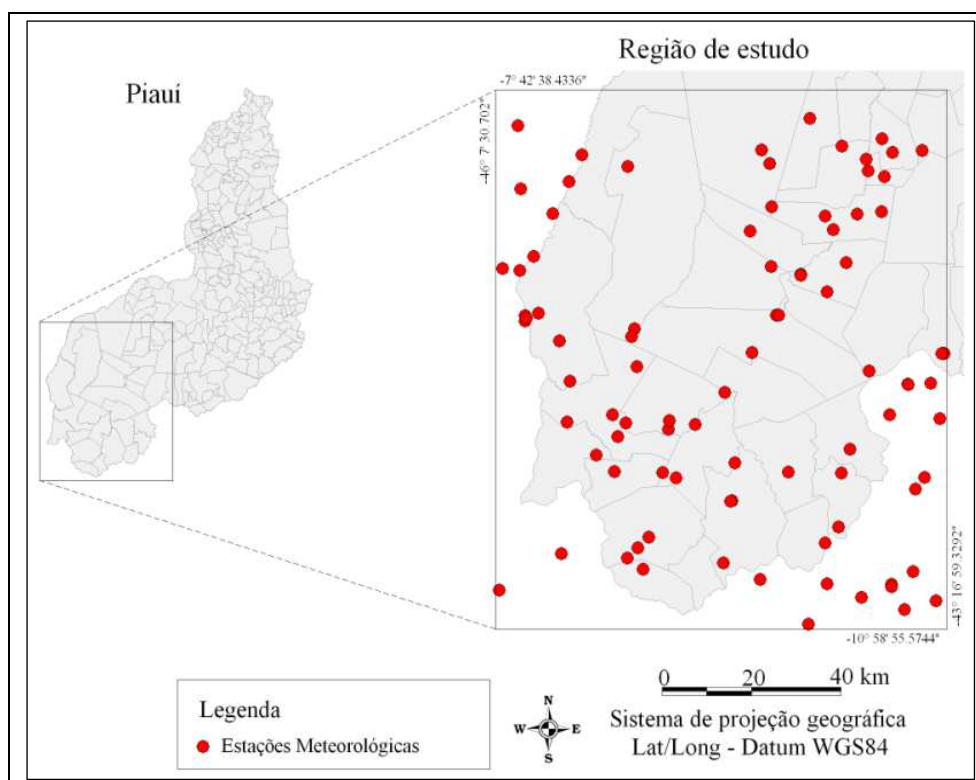 Região de estudo
-7° 42' 38.4336"
Piauí
-46° 7' 30.702"
-43° 16' 59.3292"
-10° 58' 55.5744"
0 20 40 km
Legenda
Estações Meteorológicas
N
W E
S
Sistema de projeção geográfica
Lat/Long - Datum WGS84